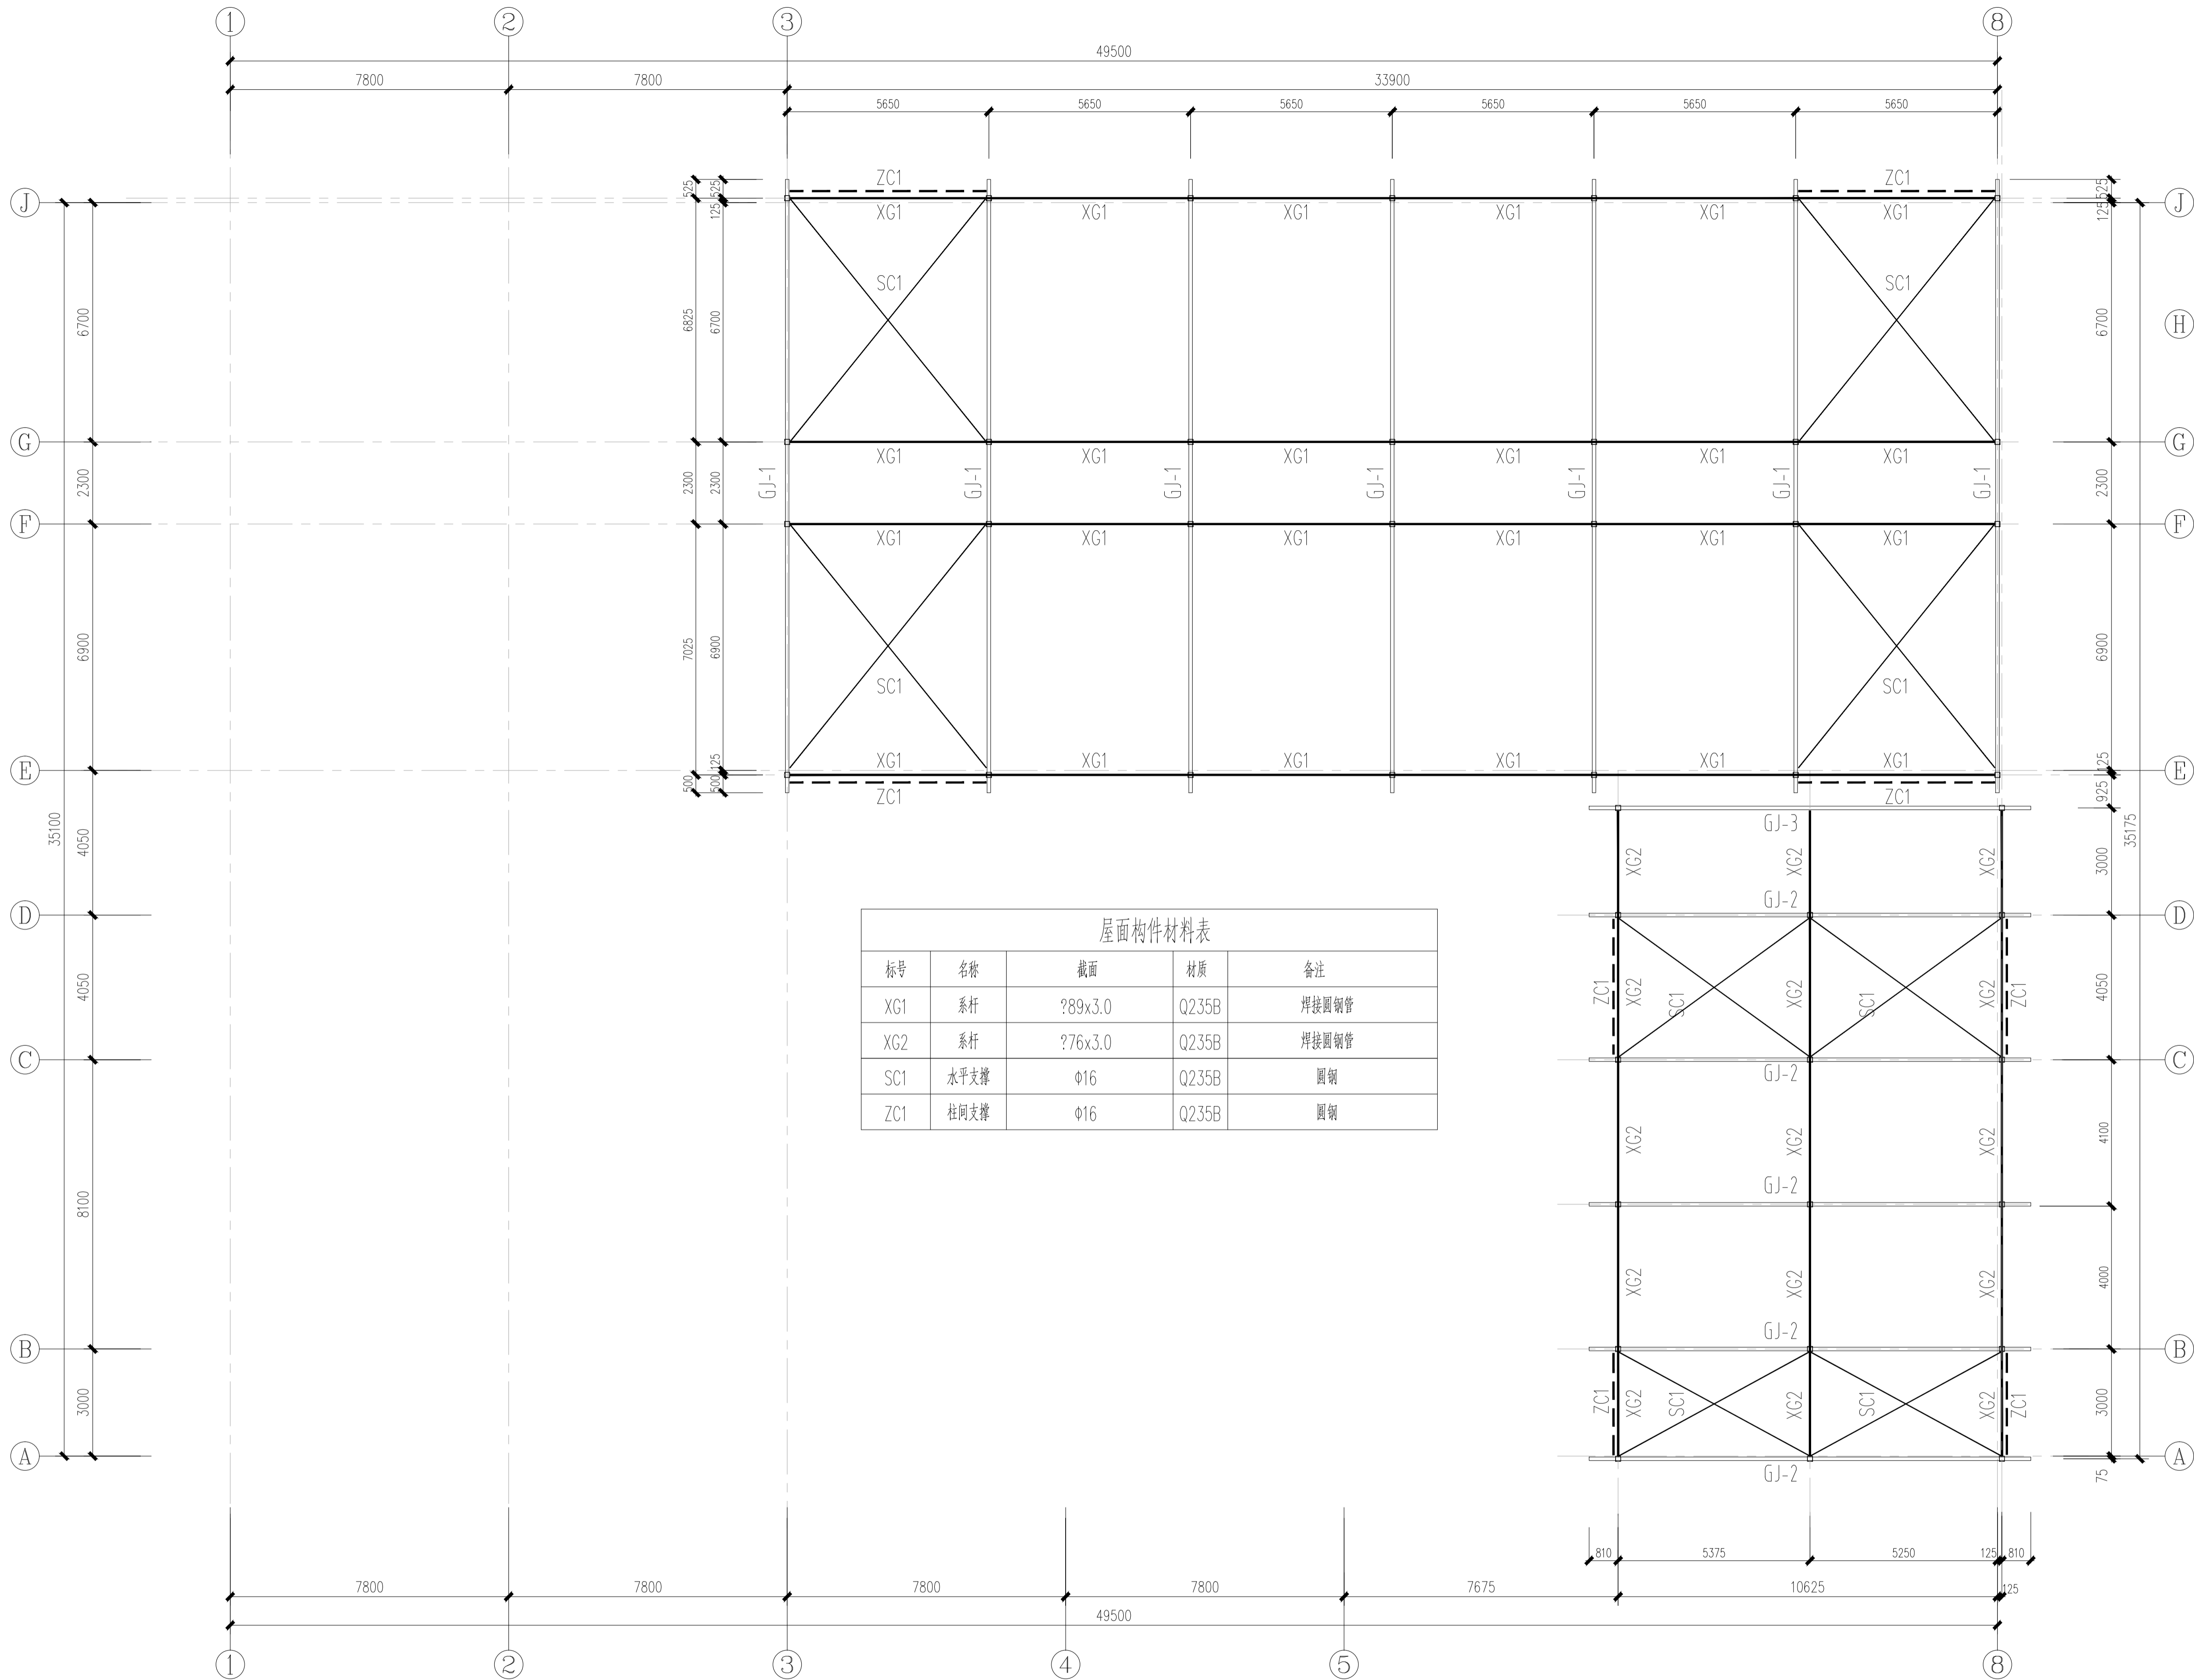 1 2 3 8
49500
7800 7800 33900
5650 5650 5650 5650 5650 5650
ZC1 ZC1
525 525 525
J J
125 125
XG1 XG1 XG1 XG1 XG1 XG1
SC1 SC1
6700 6825 6700 6700 H
G G
XG1 XG1 XG1 XG1 XG1 XG1
2300 2300 2300 GJ-1 GJ-1 GJ-1 GJ-1 GJ-1 GJ-1 GJ-1 2300
F F
XG1 XG1 XG1 XG1 XG1 XG1
6900 7025 6900 6900
SC1 SC1
XG1 XG1 XG1 XG1 XG1 XG1
E 125 125 E
500 500 925
ZC1 ZC1
GJ-3
35100 4050 35175
XG2 XG2 XG2 3000
GJ-2
D D
屋面构件材料表
标号 名称 截面 材质 备注
XG1 系杆 ?89x3.0 Q235B 焊接圆钢管
XG2 系杆 ?76x3.0 Q235B 焊接圆钢管
SC1 水平支撑 Φ16 Q235B 圆钢
ZC1 柱间支撑 Φ16 Q235B 圆钢
4050 ZC1 XG2 SC1 XG2 SC1 XG2 ZC1 4050
C C
GJ-2
XG2 XG2 XG2 4100
GJ-2
8100
XG2 XG2 XG2 4000
GJ-2
B B
3000 ZC1 XG2 SC1 XG2 SC1 XG2 ZC1 3000
A A
GJ-2 75
810 5375 5250 125 810
7800 7800 7800 7800 7675 10625 125
49500
1 2 3 4 5 8